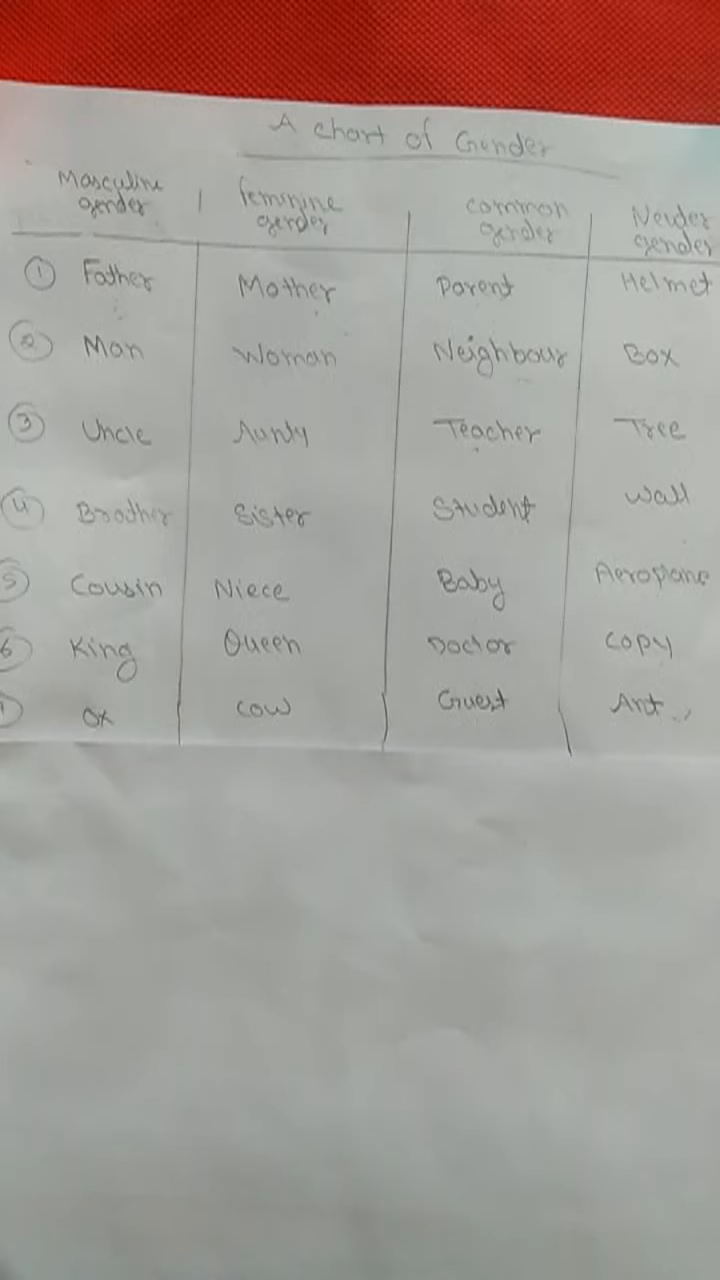 A chart of Gender
Masculine gender | feminine gender | common gender | Neuder gender
① Father Mother Parent Helmet
② Man Woman Neighbour Box
③ Uncle Aunty Teacher Tree
④ Brother Sister Student Wall
5 Cousin Niece Baby Aeroplane
6 King Queen Doctor Copy
Ox Cow Guest